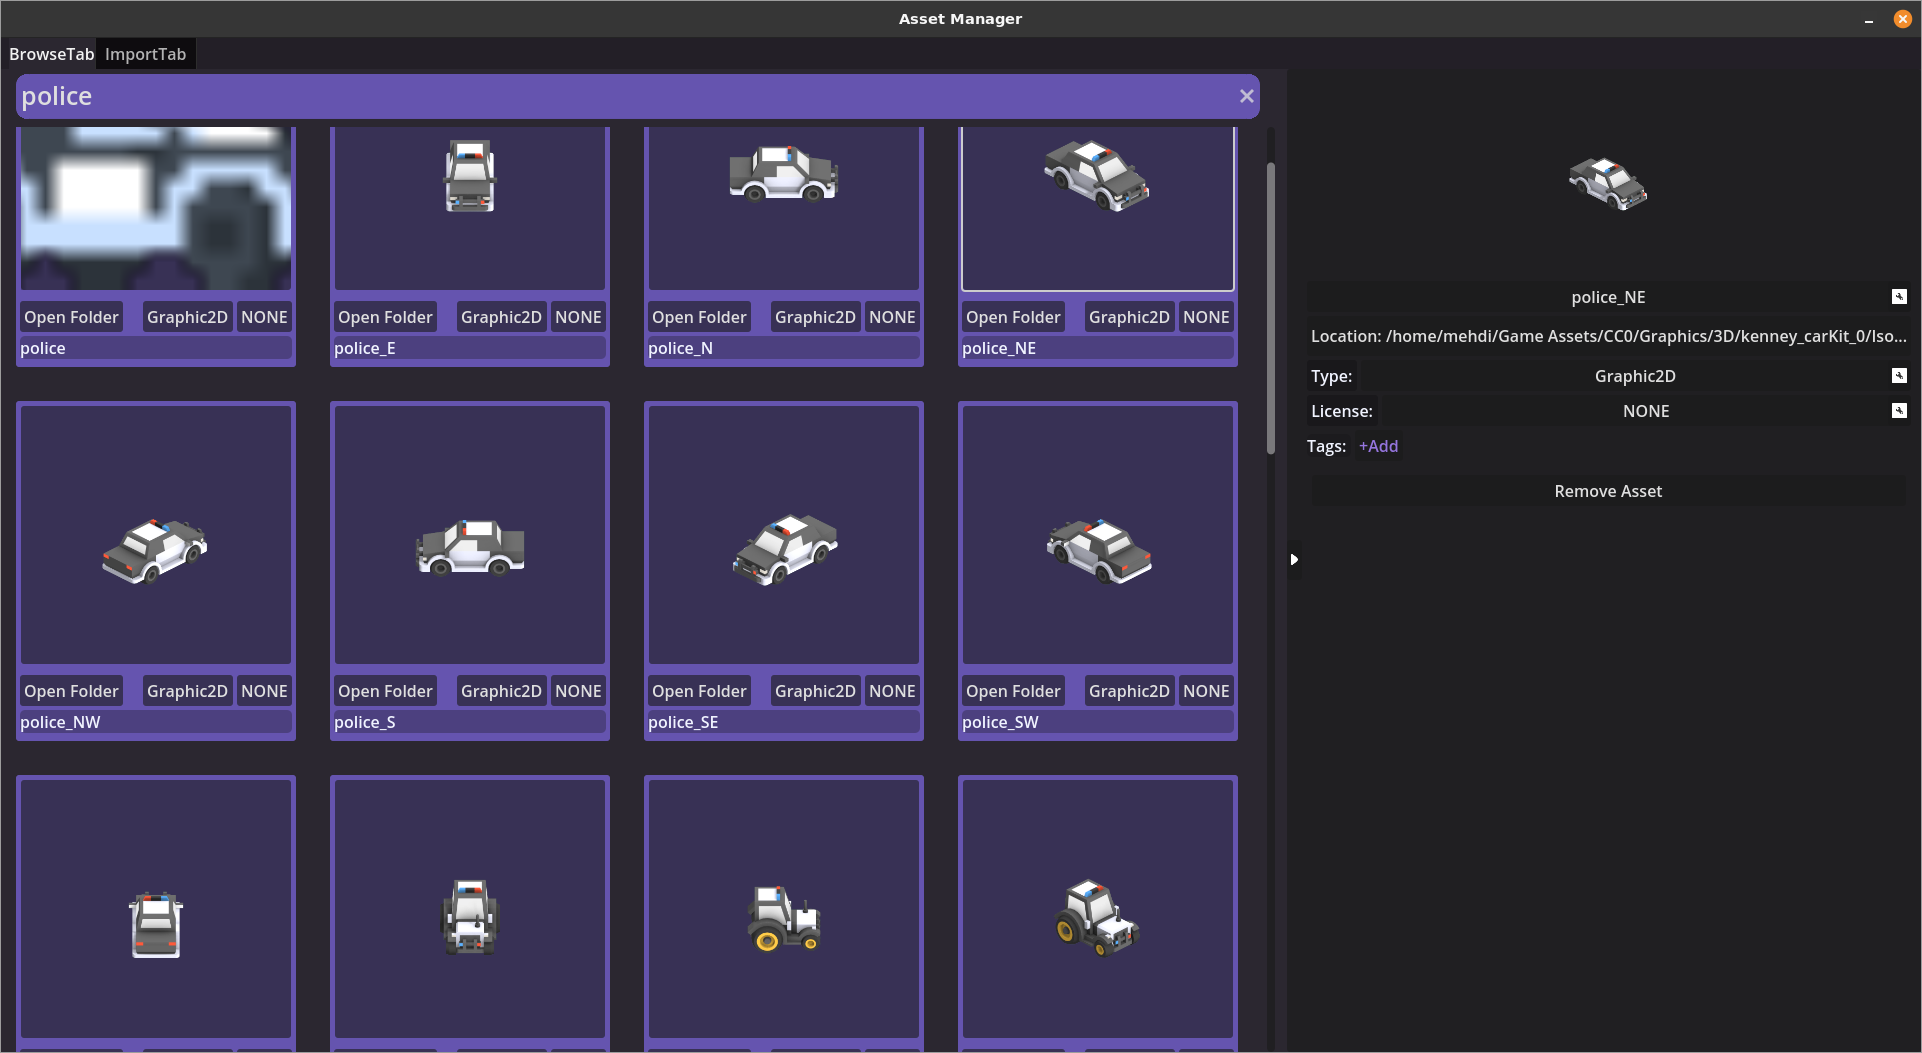 Asset Manager
BrowseTab ImportTab
police
Open Folder Graphic2D NONE
police
Open Folder Graphic2D NONE
police_E
Open Folder Graphic2D NONE
police_N
Open Folder Graphic2D NONE
police_NE
Open Folder Graphic2D NONE
police_NW
Open Folder Graphic2D NONE
police_S
Open Folder Graphic2D NONE
police_SE
Open Folder Graphic2D NONE
police_SW
police_NE
Location: /home/mehdi/Game Assets/CC0/Graphics/3D/kenney_carKit_0/Iso...
Type: Graphic2D
License: NONE
Tags: +Add
Remove Asset